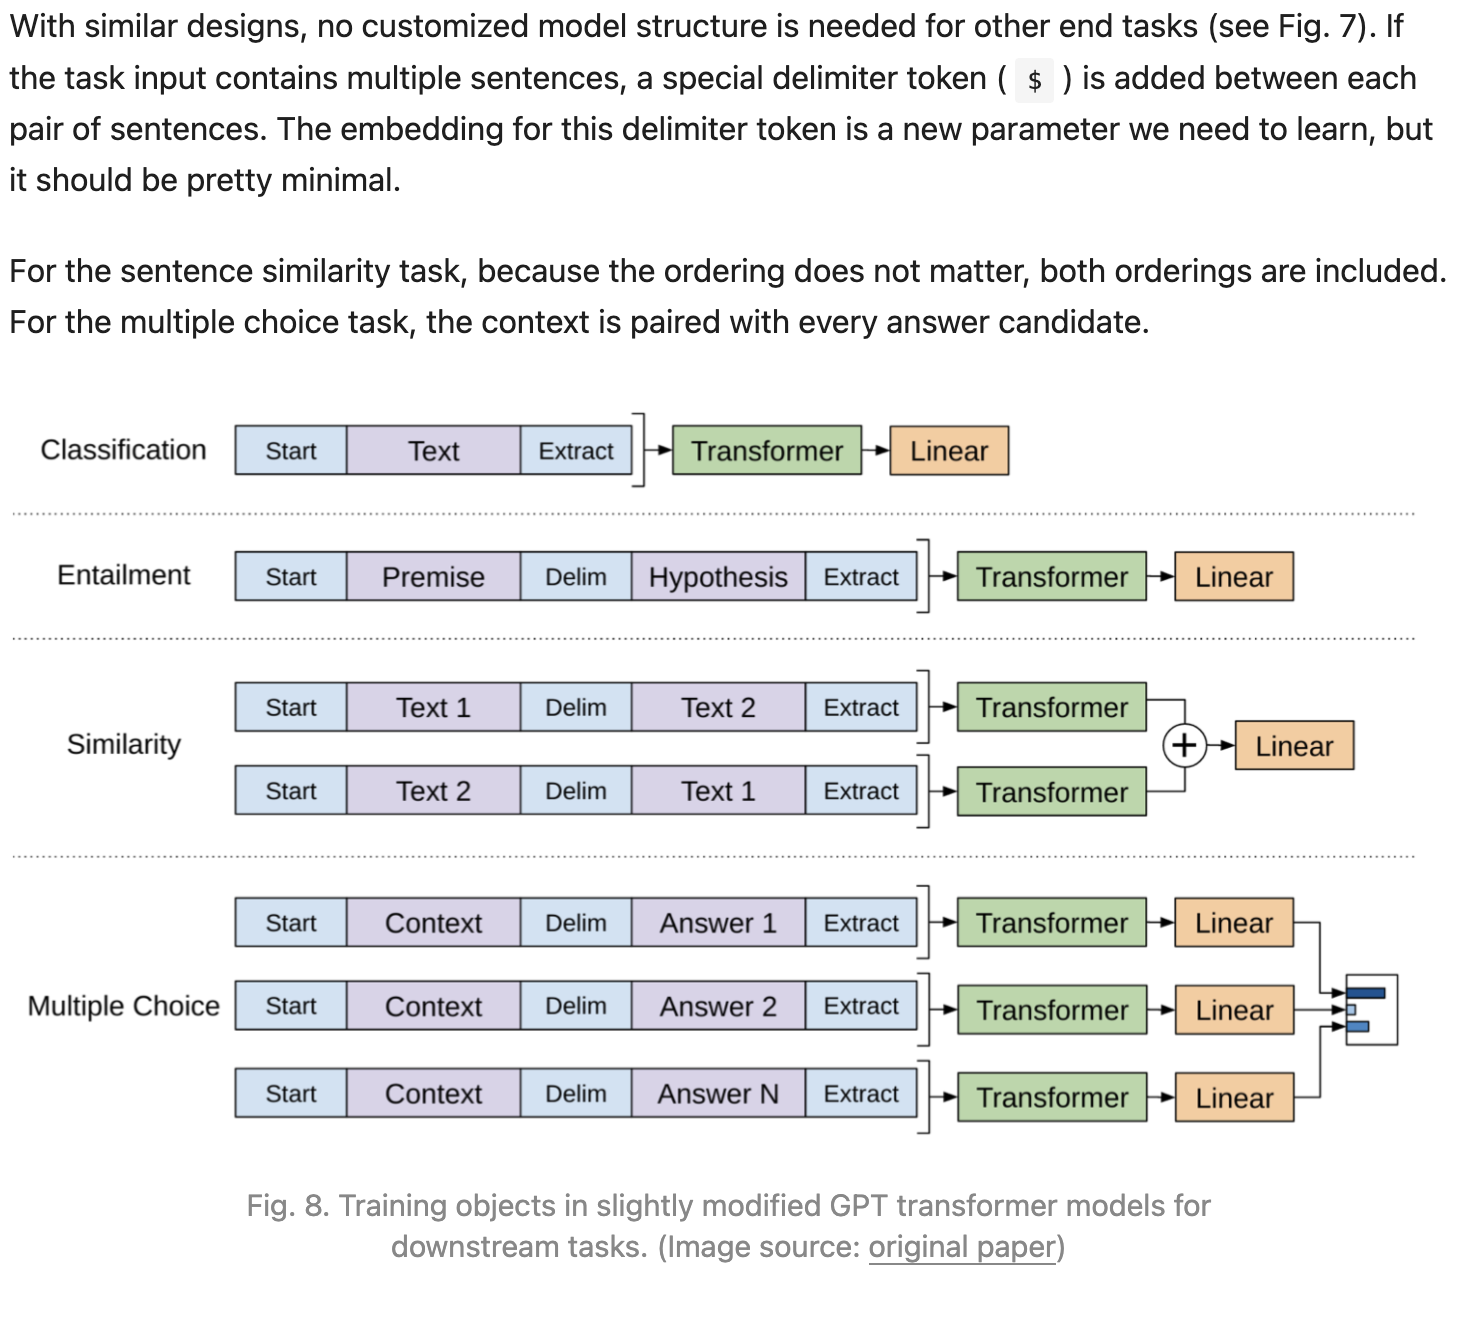 With similar designs, no customized model structure is needed for other end tasks (see Fig. 7). If
the task input contains multiple sentences, a special delimiter token ( $ ) is added between each
pair of sentences. The embedding for this delimiter token is a new parameter we need to learn, but
it should be pretty minimal.
For the sentence similarity task, because the ordering does not matter, both orderings are included.
For the multiple choice task, the context is paired with every answer candidate.
Classification Start Text Extract Transformer Linear
Entailment Start Premise Delim Hypothesis Extract Transformer Linear
Similarity
Start Text 1 Delim Text 2 Extract Transformer
+ Linear
Start Text 2 Delim Text 1 Extract Transformer
Multiple Choice
Start Context Delim Answer 1 Extract Transformer Linear
Start Context Delim Answer 2 Extract Transformer Linear
Start Context Delim Answer N Extract Transformer Linear
Fig. 8. Training objects in slightly modified GPT transformer models for
downstream tasks. (Image source: original paper)